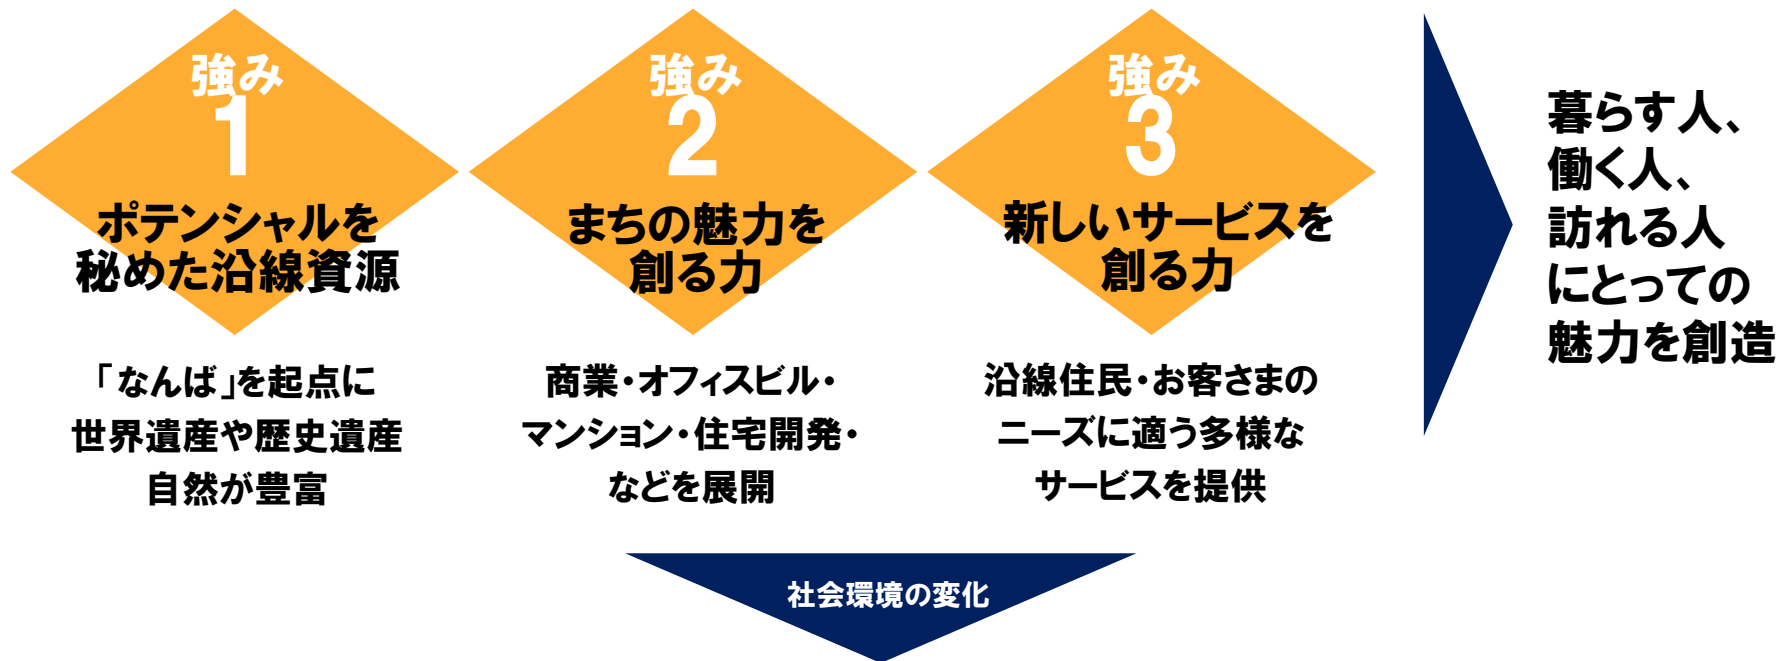 強み
1
ポテンシャルを
秘めた沿線資源
「なんば」を起点に
世界遺産や歴史遺産
自然が豊富
強み
2
まちの魅力を
創る力
商業・オフィスビル・
マンション・住宅開発・
などを展開
強み
3
新しいサービスを
創る力
沿線住民・お客さまの
ニーズに適う多様な
サービスを提供
暮らす人、
働く人、
訪れる人
にとっての
魅力を創造
社会環境の変化